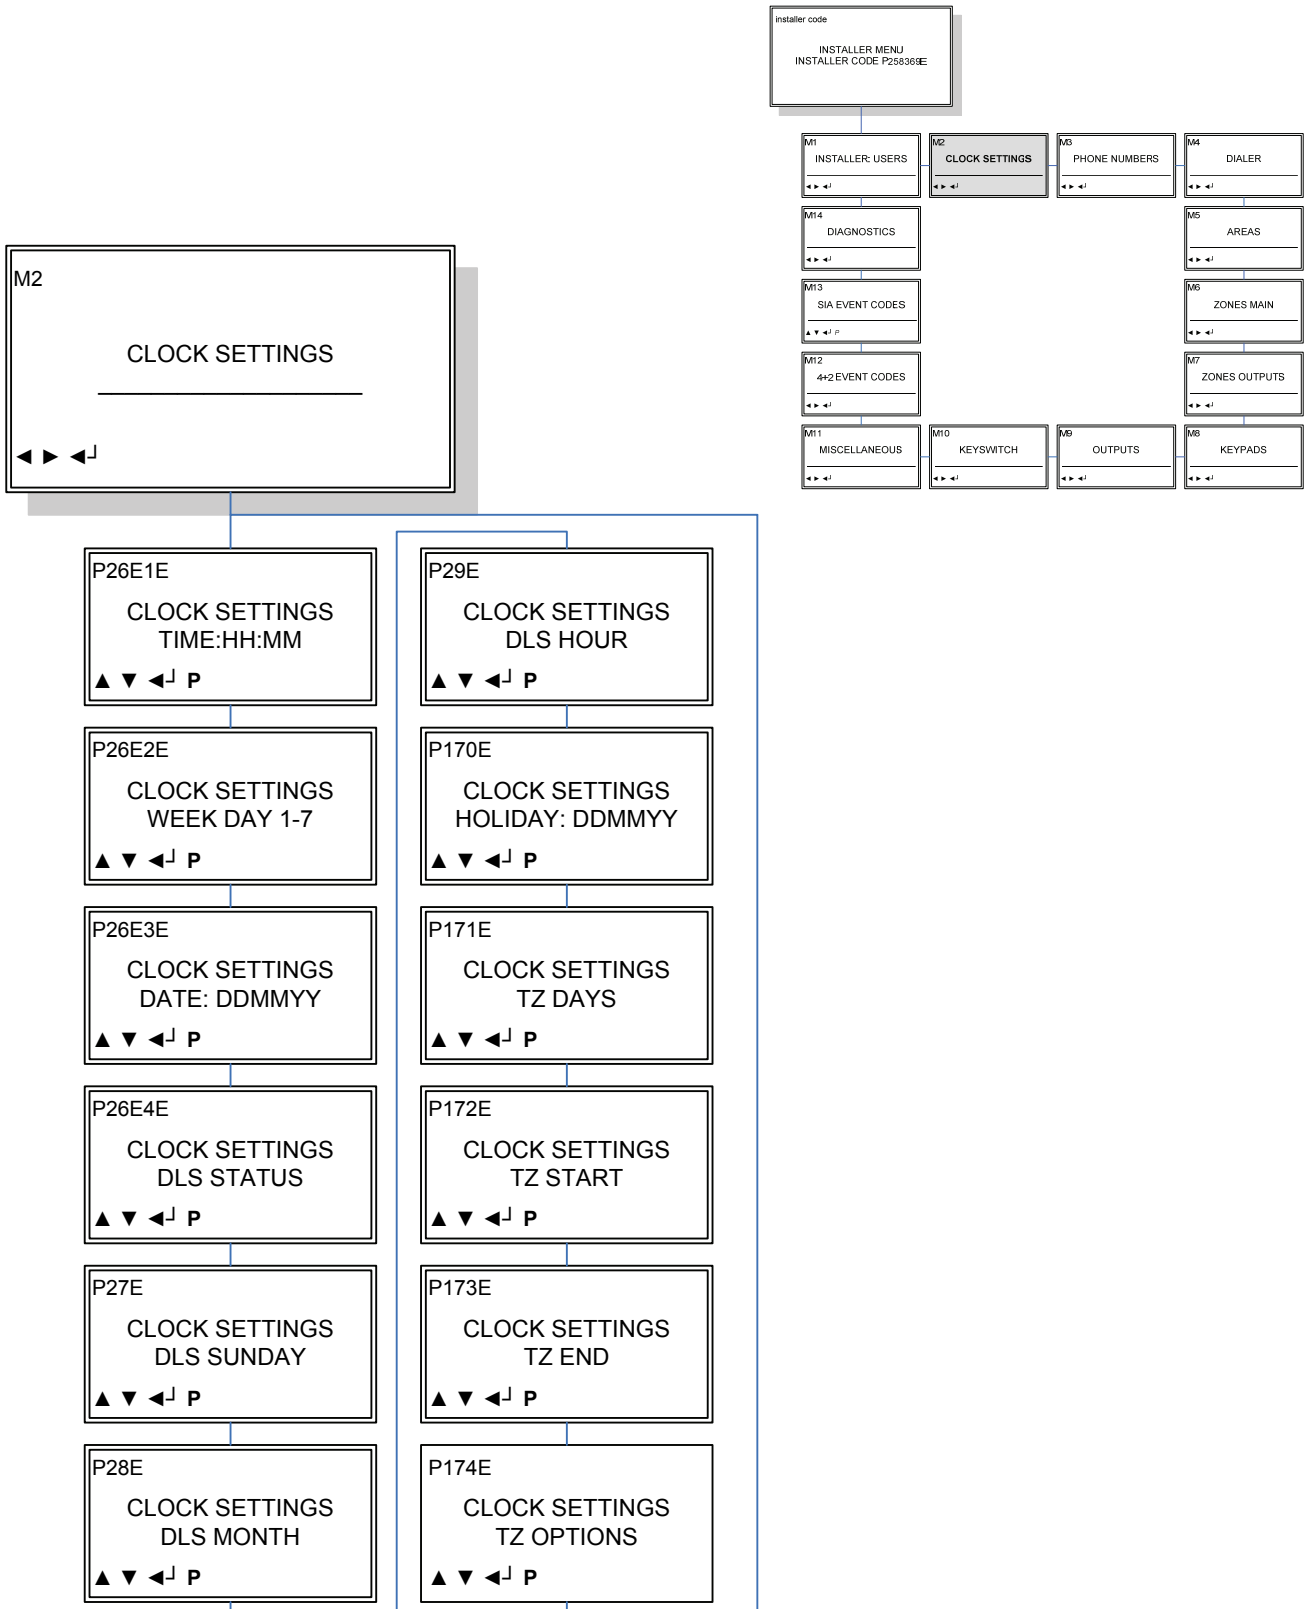 installer code
INSTALLER MENU
INSTALLER CODE P258369E
M1
INSTALLER: USERS
◄ ► ◄┘
M2
CLOCK SETTINGS
◄ ► ◄┘
M3
PHONE NUMBERS
◄ ► ◄┘
M4
DIALER
◄ ► ◄┘
M14
DIAGNOSTICS
◄ ► ◄┘
M5
AREAS
◄ ► ◄┘
M13
SIA EVENT CODES
▲ ▼ ◄┘ P
M6
ZONES MAIN
◄ ► ◄┘
M12
4+2 EVENT CODES
◄ ► ◄┘
M7
ZONES OUTPUTS
◄ ► ◄┘
M11
MISCELLANEOUS
◄ ► ◄┘
M10
KEYSWITCH
◄ ► ◄┘
M9
OUTPUTS
◄ ► ◄┘
M8
KEYPADS
◄ ► ◄┘
M2
CLOCK SETTINGS
◄ ► ◄┘
P26E1E
CLOCK SETTINGS
TIME:HH:MM
▲ ▼ ◄┘ P
P26E2E
CLOCK SETTINGS
WEEK DAY 1-7
▲ ▼ ◄┘ P
P26E3E
CLOCK SETTINGS
DATE: DDMMYY
▲ ▼ ◄┘ P
P26E4E
CLOCK SETTINGS
DLS STATUS
▲ ▼ ◄┘ P
P27E
CLOCK SETTINGS
DLS SUNDAY
▲ ▼ ◄┘ P
P28E
CLOCK SETTINGS
DLS MONTH
▲ ▼ ◄┘ P
P29E
CLOCK SETTINGS
DLS HOUR
▲ ▼ ◄┘ P
P170E
CLOCK SETTINGS
HOLIDAY: DDMMYY
▲ ▼ ◄┘ P
P171E
CLOCK SETTINGS
TZ DAYS
▲ ▼ ◄┘ P
P172E
CLOCK SETTINGS
TZ START
▲ ▼ ◄┘ P
P173E
CLOCK SETTINGS
TZ END
▲ ▼ ◄┘ P
P174E
CLOCK SETTINGS
TZ OPTIONS
▲ ▼ ◄┘ P